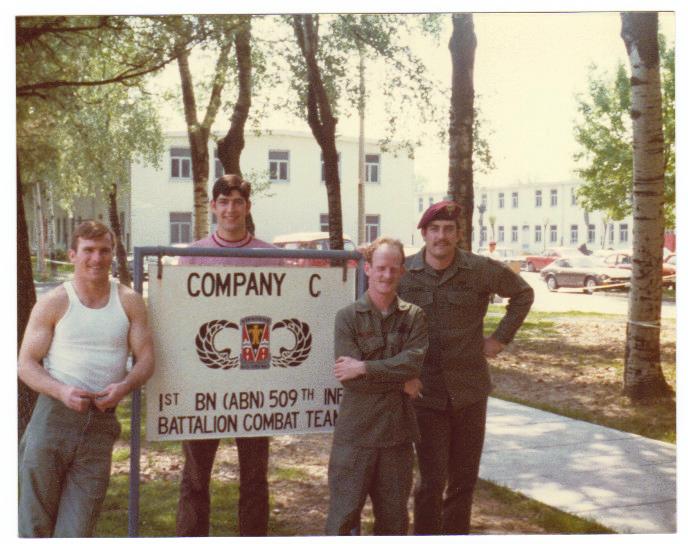 COMPANY C
1ST BN (ABN) 509TH INF
BATTALION COMBAT TEAM